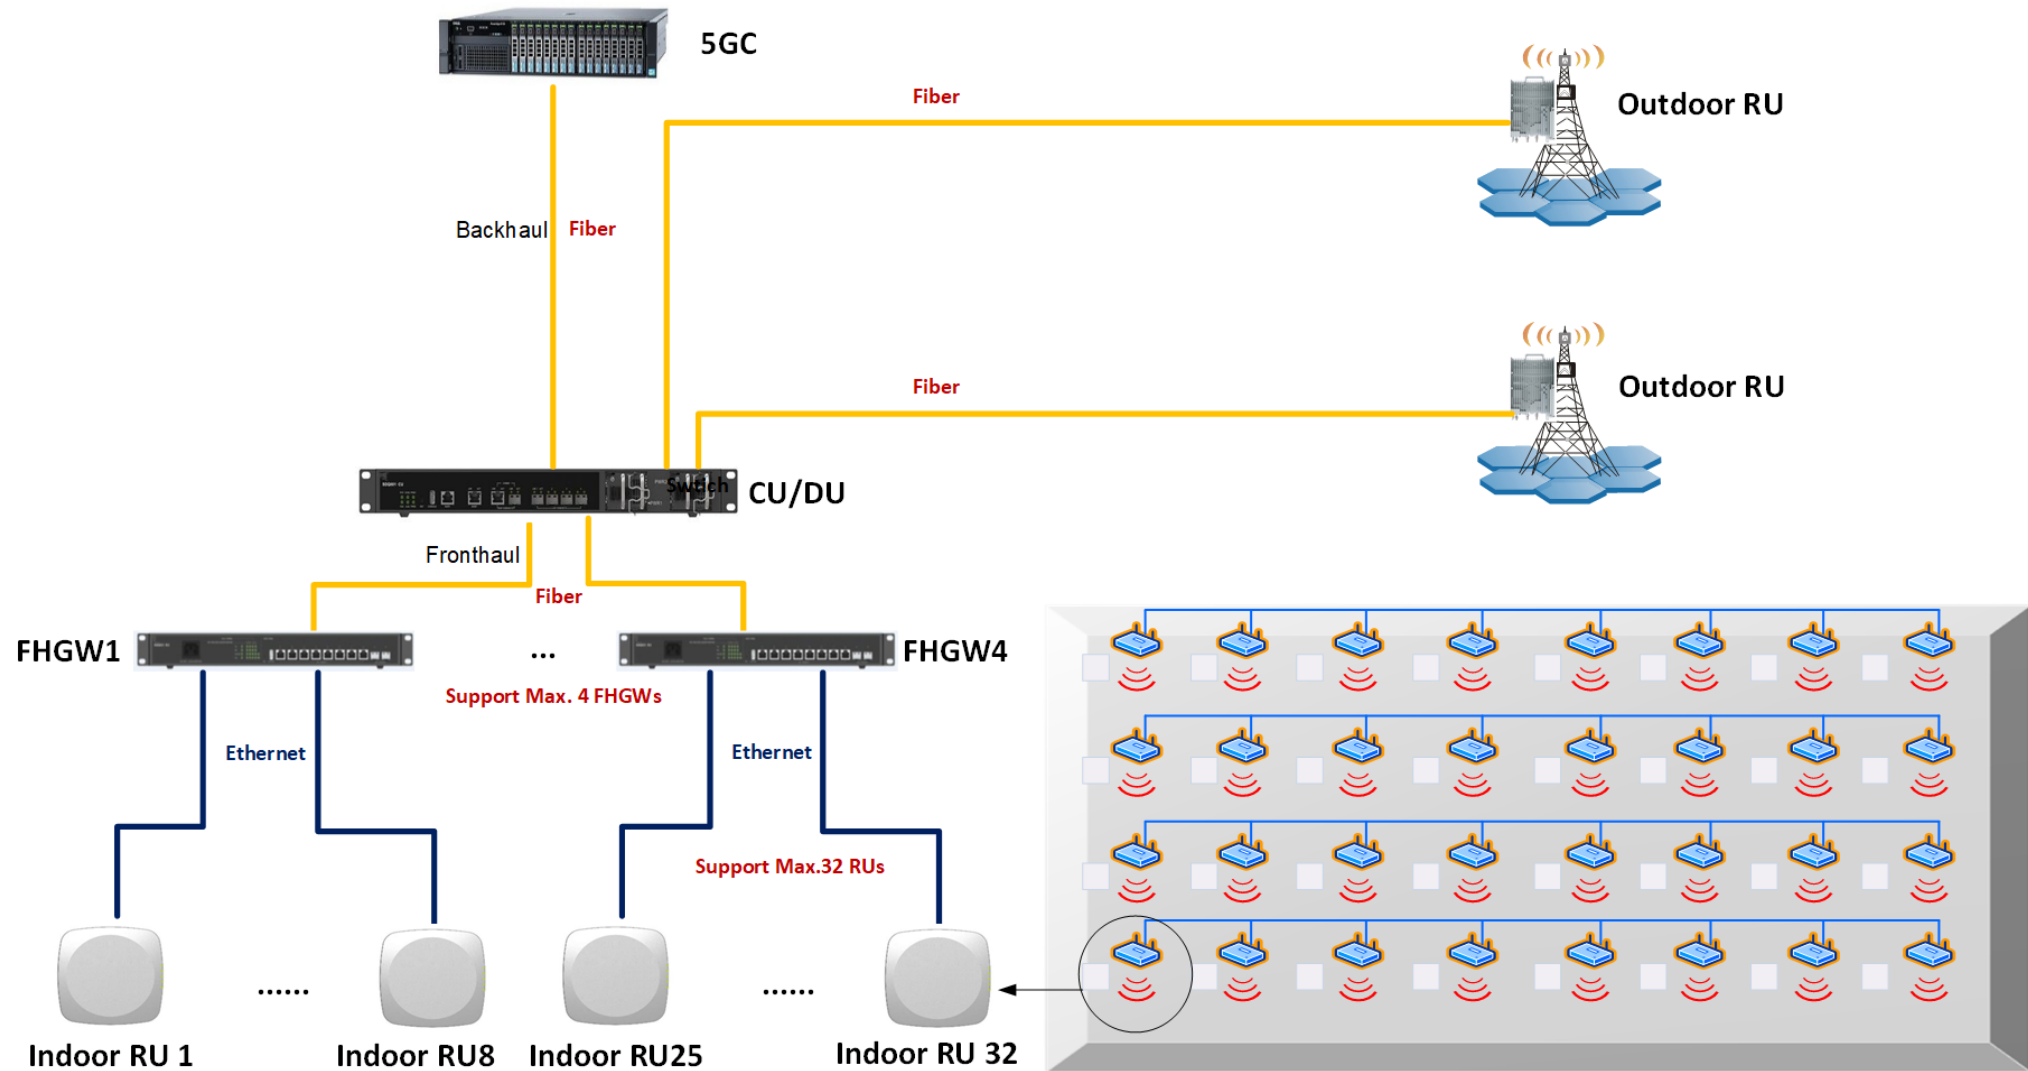 5GC
Fiber
Outdoor RU
Backhaul
Fiber
Fiber
Outdoor RU
Swtich
CU/DU
Fronthaul
Fiber
FHGW1
...
FHGW4
Support Max. 4 FHGWs
Ethernet
Ethernet
Support Max.32 RUs
......
......
Indoor RU 1
Indoor RU8
Indoor RU25
Indoor RU 32